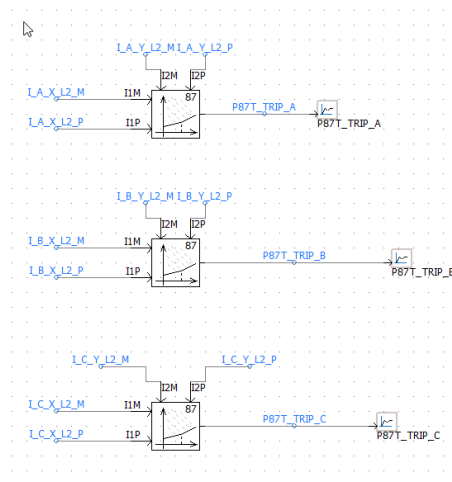 I_A_Y_L2_M I_A_Y_L2_P
I2M I2P
I_A_X_L2_M I1M 87
P87T_TRIP_A
I_A_X_L2_P I1P P87T_TRIP_A
I_B_Y_L2_M I_B_Y_L2_P
I2M I2P
I_B_X_L2_M I1M 87
P87T_TRIP_B
I_B_X_L2_P I1P P87T_TRIP_B
I_C_Y_L2_M I_C_Y_L2_P
I2M I2P
I_C_X_L2_M I1M 87
P87T_TRIP_C
I_C_X_L2_P I1P P87T_TRIP_C